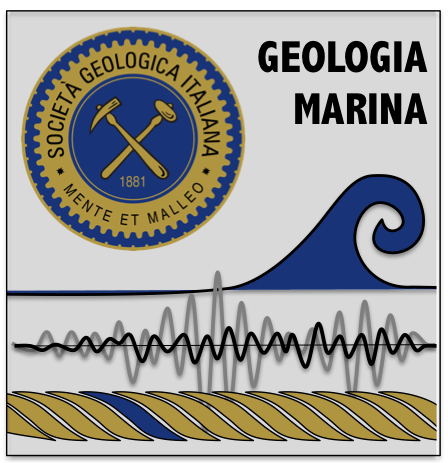 SOCIETÀ GEOLOGICA ITALIANA
1881
MENTE ET MALLEO
GEOLOGIA
MARINA